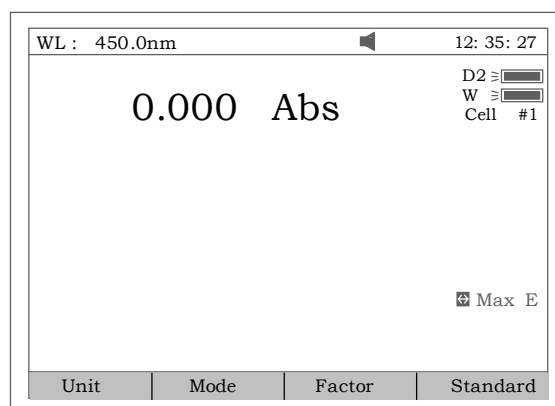 WL : 450.0nm 12: 35: 27
D2
0.000 Abs
W
Cell #1
Max E
Unit Mode Factor Standard